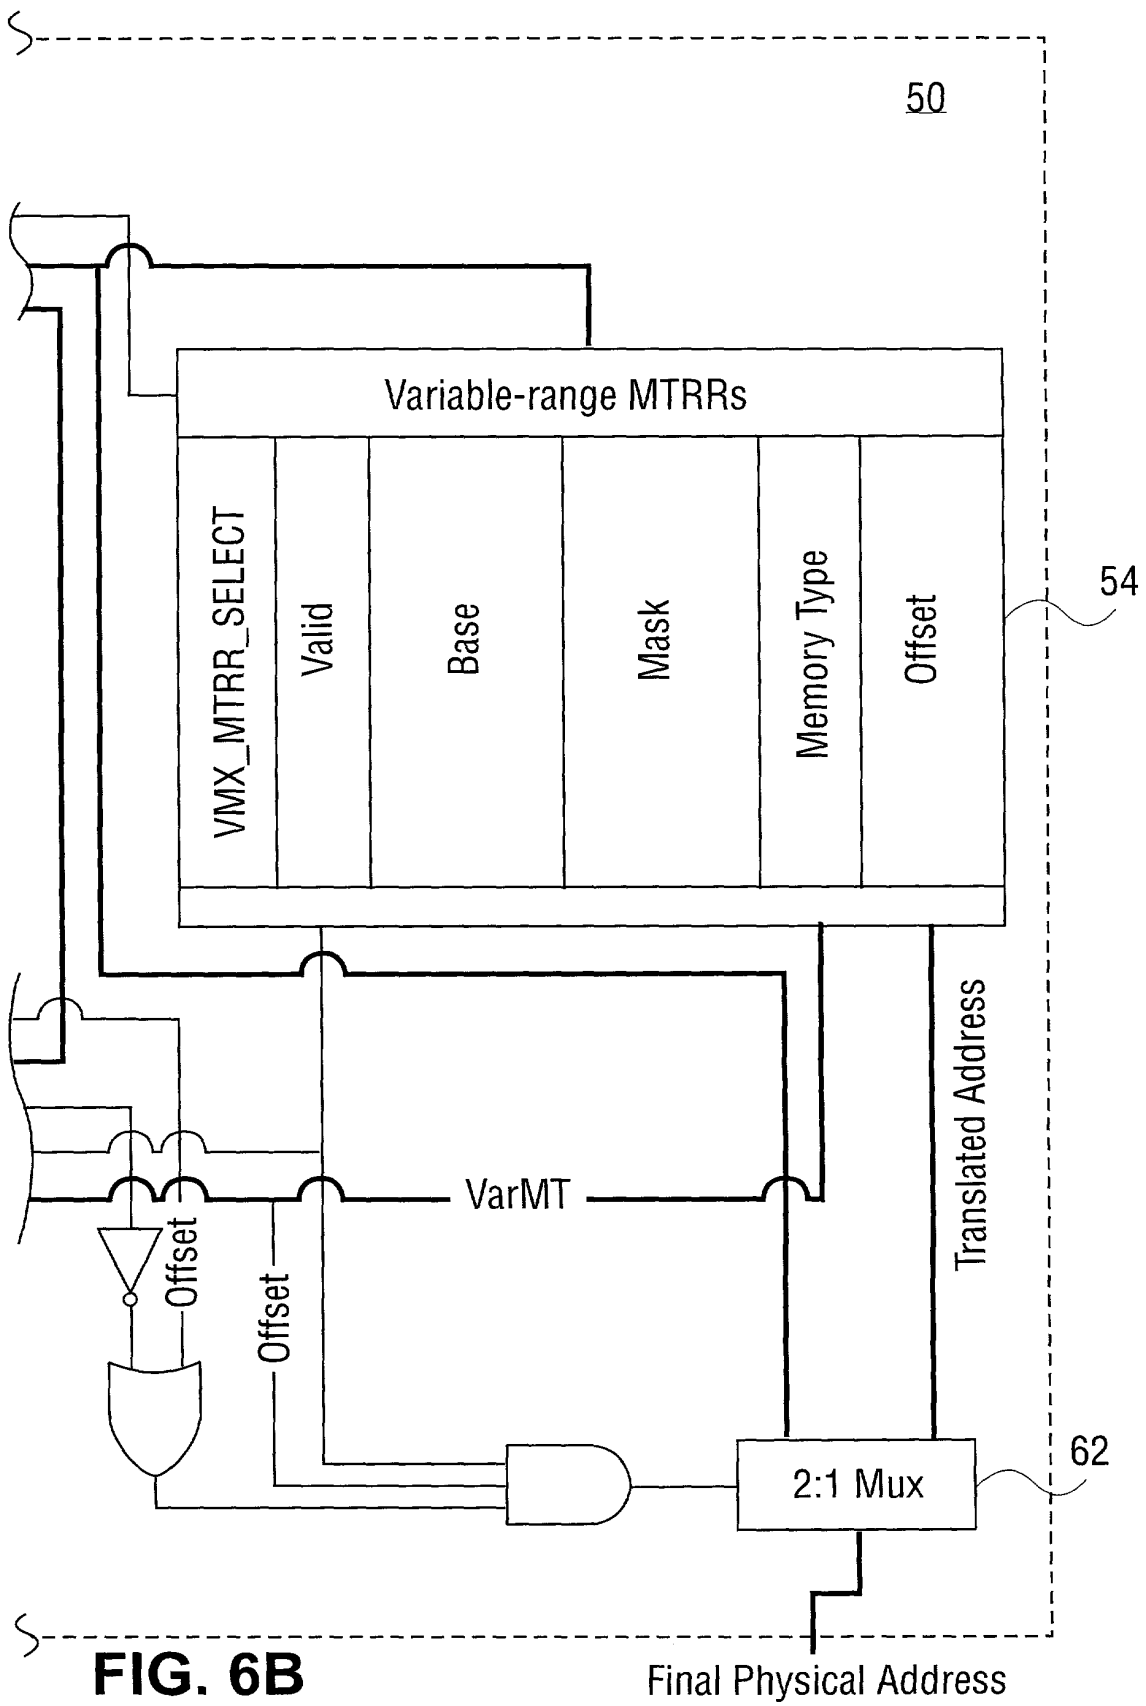 50
Variable-range MTRRs
VMX_MTRR_SELECT
Valid
Base
Mask
Memory Type
Offset
54
Translated Address
VarMT
Offset
Offset
2:1 Mux
62
FIG. 6B
Final Physical Address